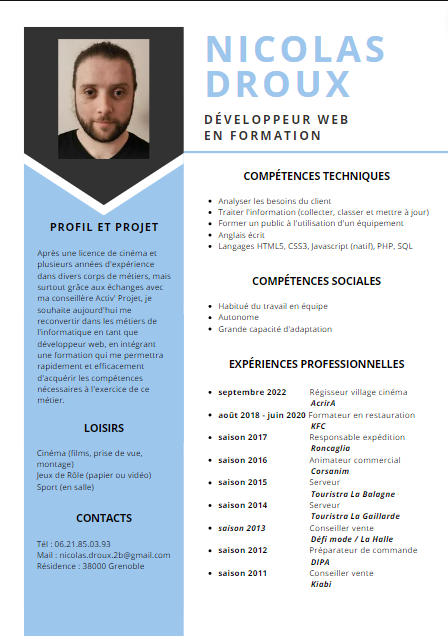 NICOLAS
DROUX
DÉVELOPPEUR WEB
EN FORMATION
PROFIL ET PROJET
Après une licence de cinéma et
plusieurs années d'expérience
dans divers corps de métiers, mais
surtout grâce aux échanges avec
ma conseillère Activ' Projet, je
souhaite aujourd'hui me
reconvertir dans les métiers de
l'informatique en tant que
développeur web, en intégrant
une formation qui me permettra
rapidement et efficacement
d'acquérir les compétences
nécessaires à l'exercice de ce
métier.
LOISIRS
Cinéma (films, prise de vue,
montage)
Jeux de Rôle (papier ou vidéo)
Sport (en salle)
CONTACTS
Tél : 06.21.85.03.93
Mail : nicolas.droux.2b@gmail.com
Résidence : 38000 Grenoble
COMPÉTENCES TECHNIQUES
Analyser les besoins du client
Traiter l'information (collecter, classer et mettre à jour)
Former un public à l'utilisation d'un équipement
Anglais écrit
Langages HTML5, CSS3, Javascript (natif), PHP, SQL
COMPÉTENCES SOCIALES
Habitué du travail en équipe
Autonome
Grande capacité d'adaptation
EXPÉRIENCES PROFESSIONNELLES
septembre 2022 Régisseur village cinéma
AcrirA
août 2018 - juin 2020 Formateur en restauration
KFC
saison 2017 Responsable expédition
Roncaglia
saison 2016 Animateur commercial
Corsanim
saison 2015 Serveur
Touristra La Balagne
saison 2014 Serveur
Touristra La Gaillarde
saison 2013 Conseiller vente
Défi mode / La Halle
saison 2012 Préparateur de commande
DIPA
saison 2011 Conseiller vente
Kiabi